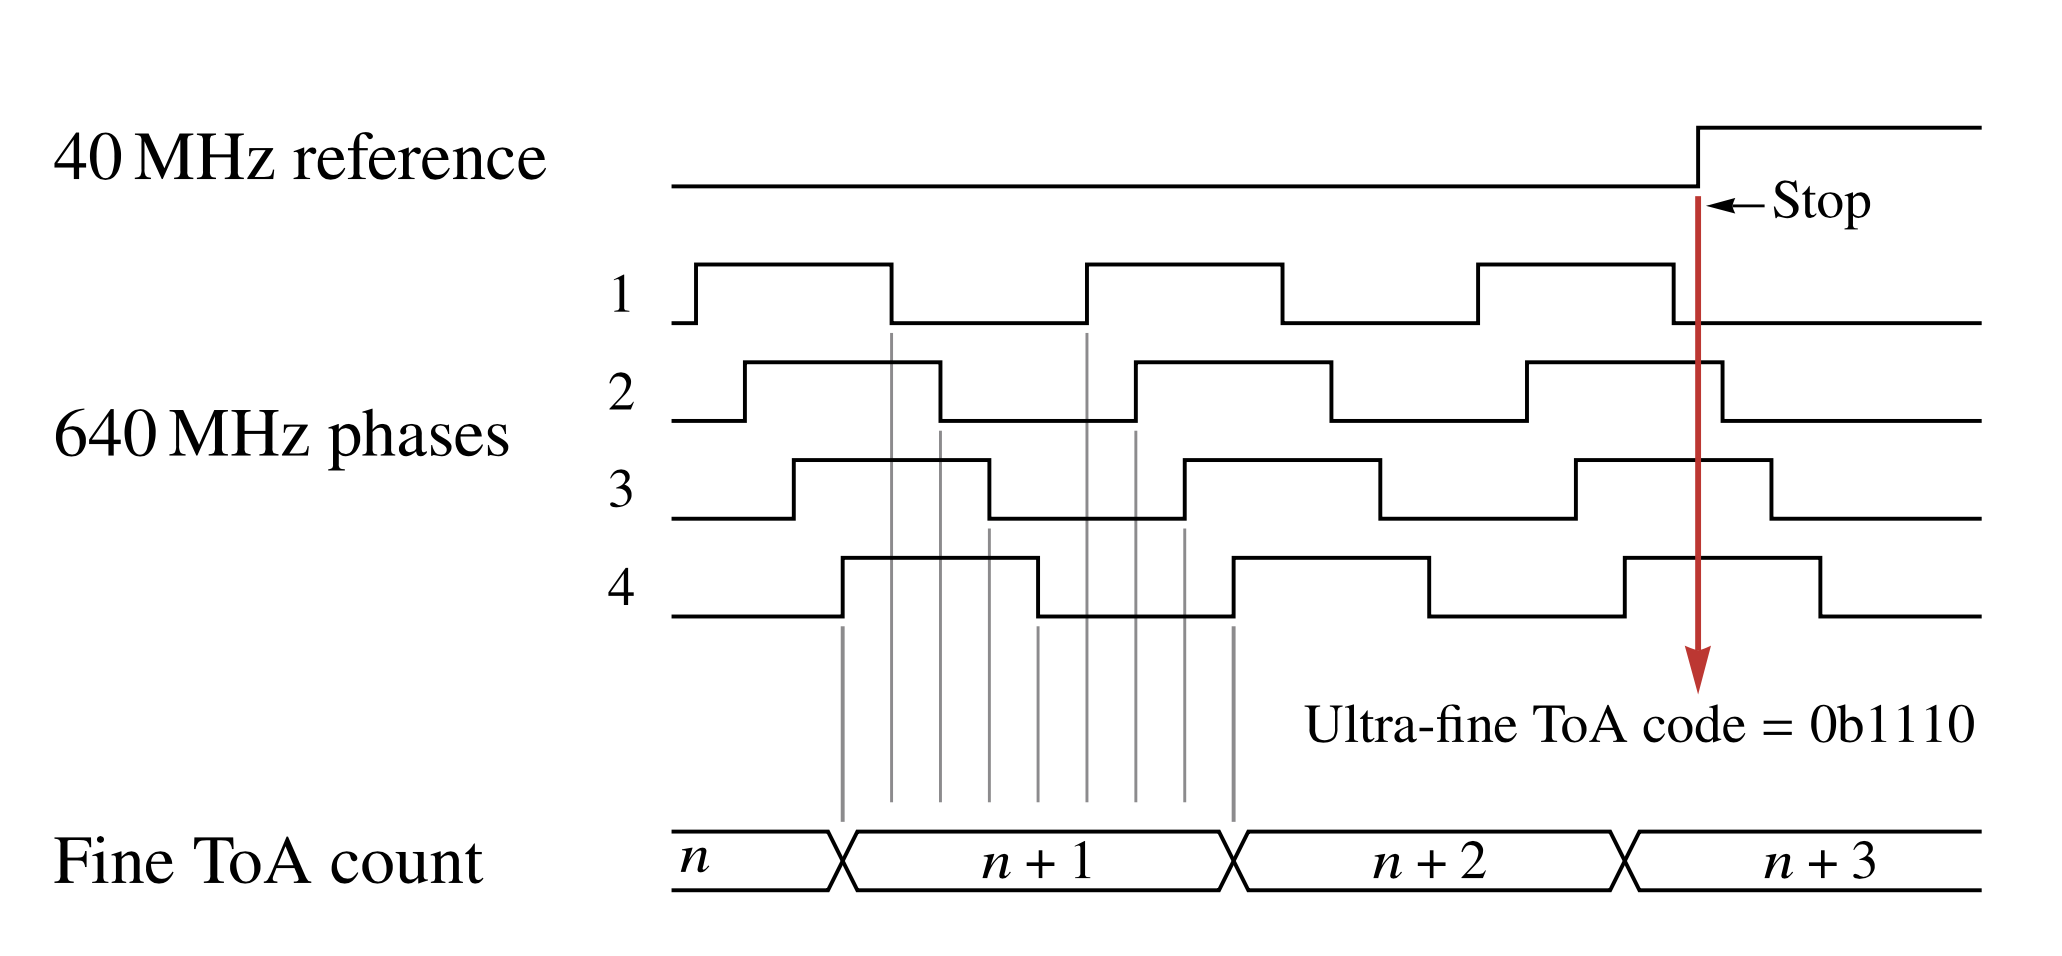 40 MHz reference
Stop
1
2
640 MHz phases
3
4
Ultra-fine ToA code = 0b1110
Fine ToA count
n
n + 1
n + 2
n + 3